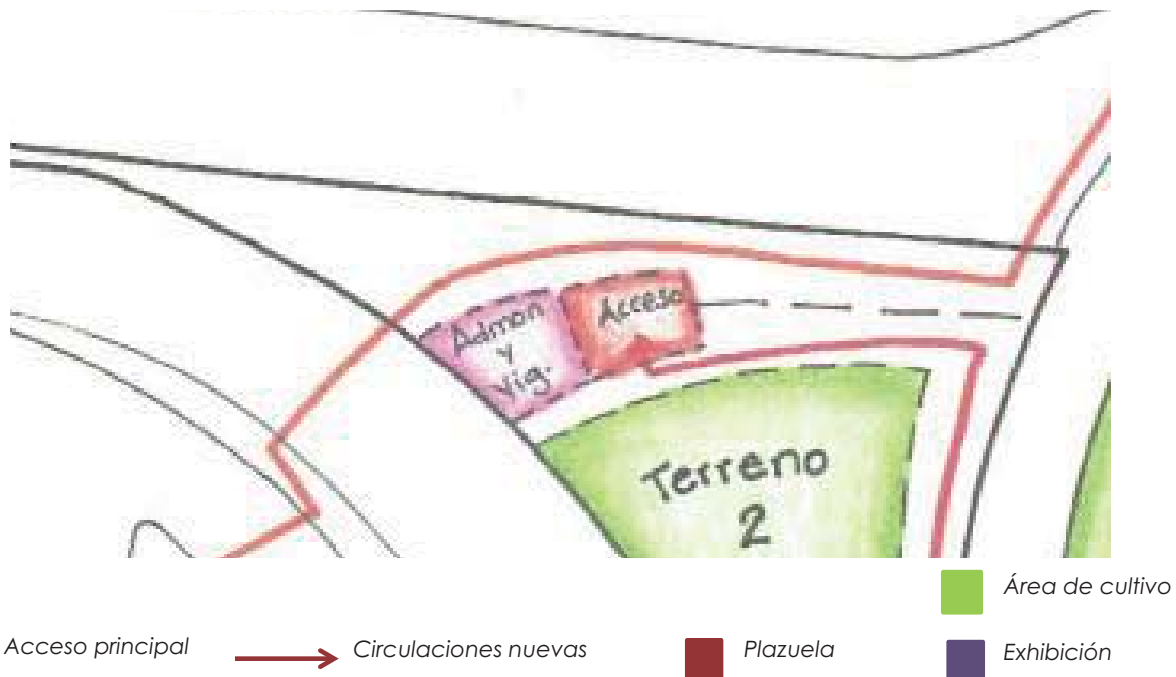 Admon
y
vig.
Acceso
Terreno
2
Área de cultivo
Acceso principal
Circulaciones nuevas
Plazuela
Exhibición